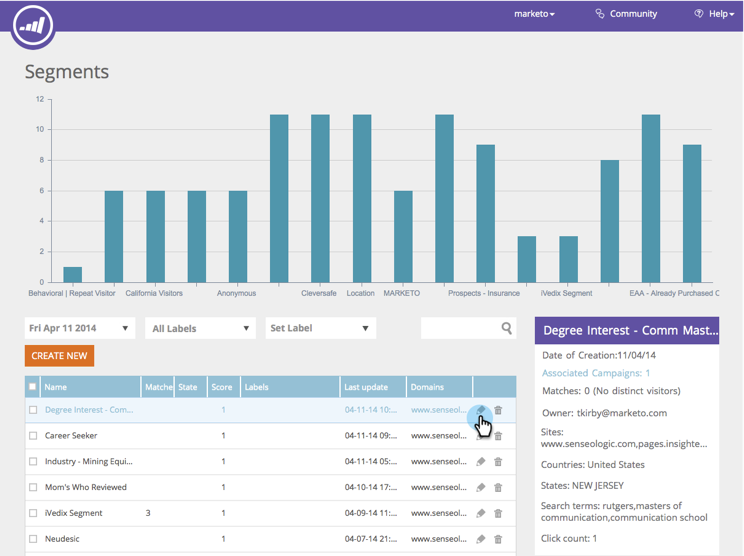 marketo
Community
Help
Segments
12
10
8
6
4
2
0
Behavioral | Repeat Visitor
California Visitors
Anonymous
Cleversafe
Location
MARKETO
Prospects - Insurance
iVedix Segment
EAA - Already Purchased C
Fri Apr 11 2014
All Labels
Set Label
CREATE NEW
Name Matche State Score Labels Last update Domains
Degree Interest - Com... 1 04-11-14 10:... www.senseol...
Career Seeker 1 04-11-14 09:... www.senseol...
Industry - Mining Equi... 1 04-11-14 05:... www.senseol...
Mom's Who Reviewed 1 04-10-14 17:... www.senseol...
iVedix Segment 3 1 04-09-14 11:... www.senseol...
Neudesic 1 04-07-14 21:... www.senseol...
Degree Interest - Comm Mast...
Date of Creation:11/04/14
Associated Campaigns: 1
Matches: 0 (No distinct visitors)
Owner: tkirby@marketo.com
Sites:
www.senseologic.com,pages.insighte...
Countries: United States
States: NEW JERSEY
Search terms: rutgers,masters of
communication,communication school
Click count: 1